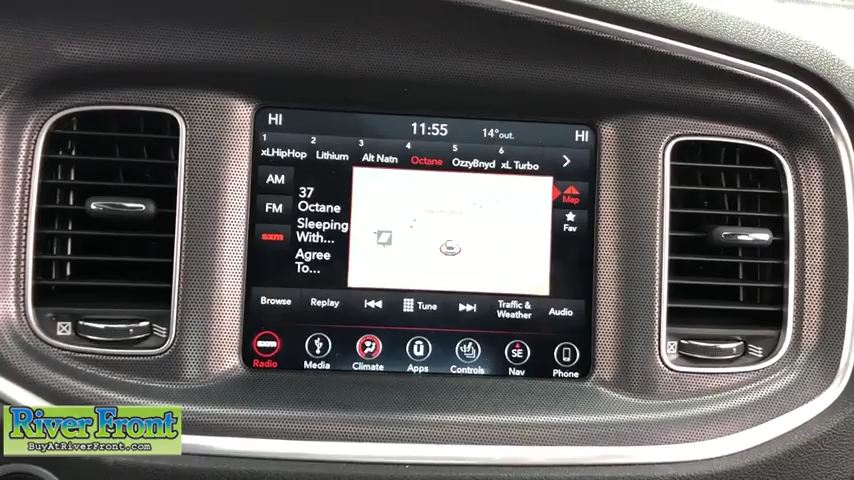 HI 11:55 14°out. HI
1 2 3 4 5 6
xLHipHop Lithium Alt Natn Octane OzzyBnyd xL Turbo
AM
FM
sxm
37
Octane
Sleeping
With...
Agree
To...
Map
Fav
Browse Replay Tune Traffic & Weather Audio
sxm SE
Radio Media Climate Apps Controls Nav Phone
River Front
BuyAtRiverFront.com